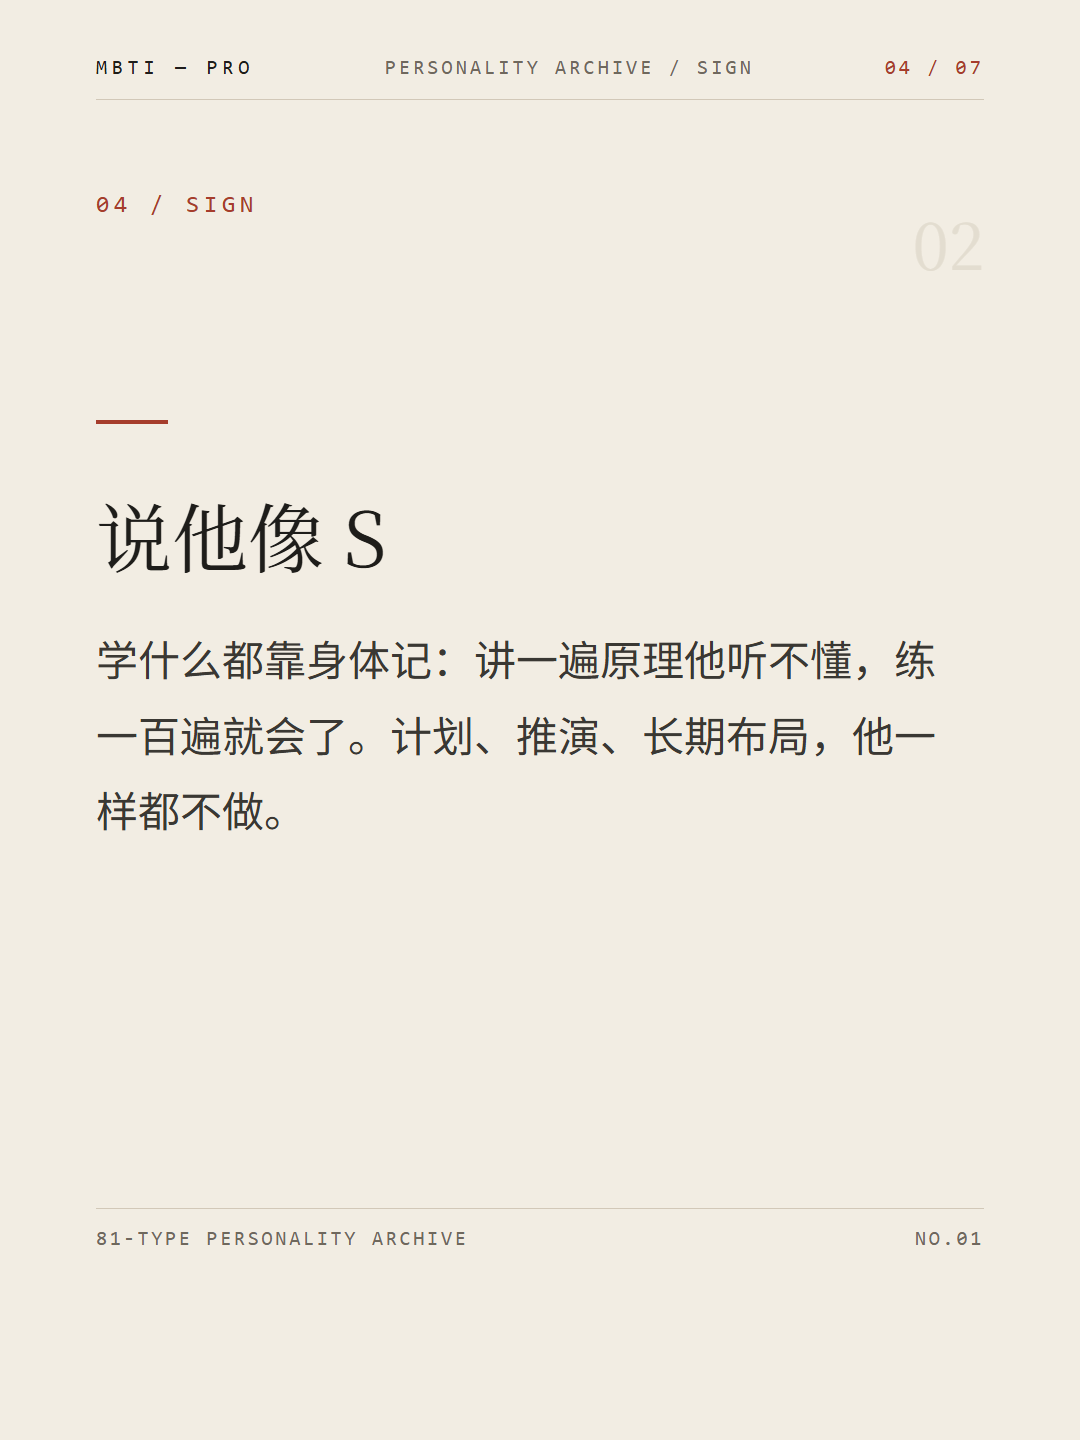 MBTI — PRO
PERSONALITY ARCHIVE / SIGN
04 / 07
04 / SIGN
02
说他像 S
学什么都靠身体记：讲一遍原理他听不懂，练
一百遍就会了。计划、推演、长期布局，他一
样都不做。
81-TYPE PERSONALITY ARCHIVE
NO.01